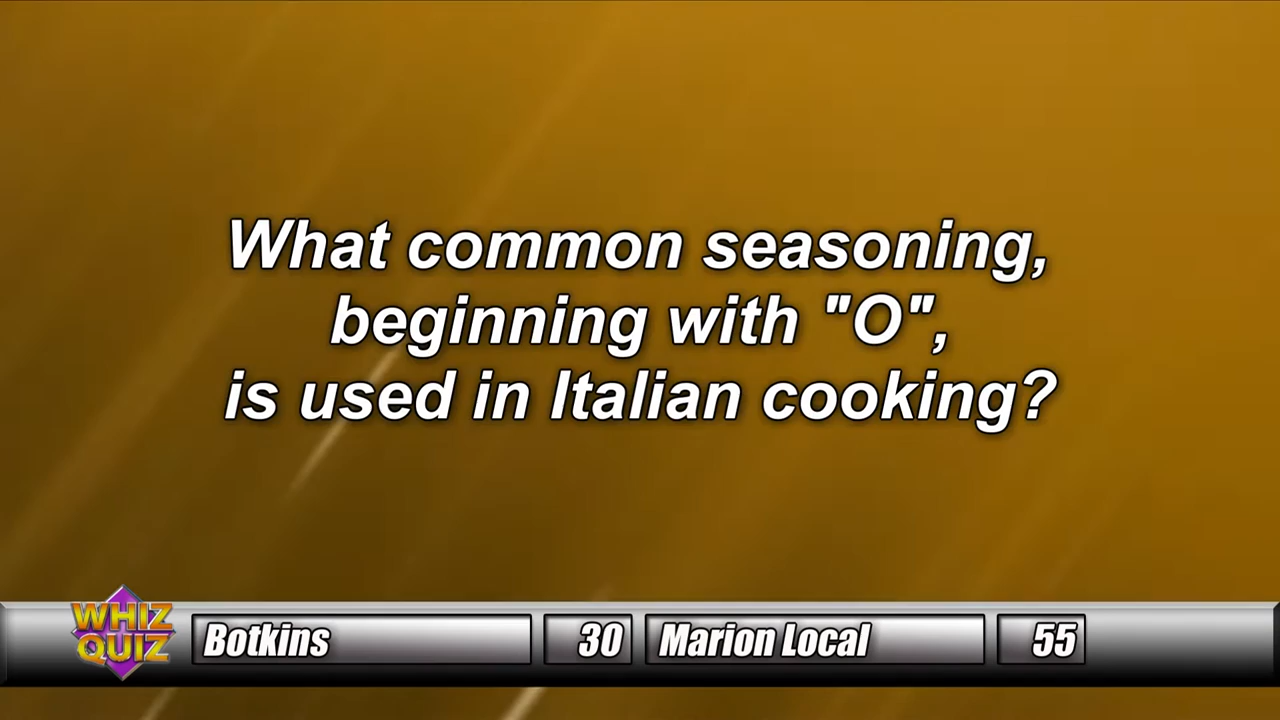 What common seasoning,
beginning with "O",
is used in Italian cooking?
WHIZ
QUIZ
Botkins 30 Marion Local 55